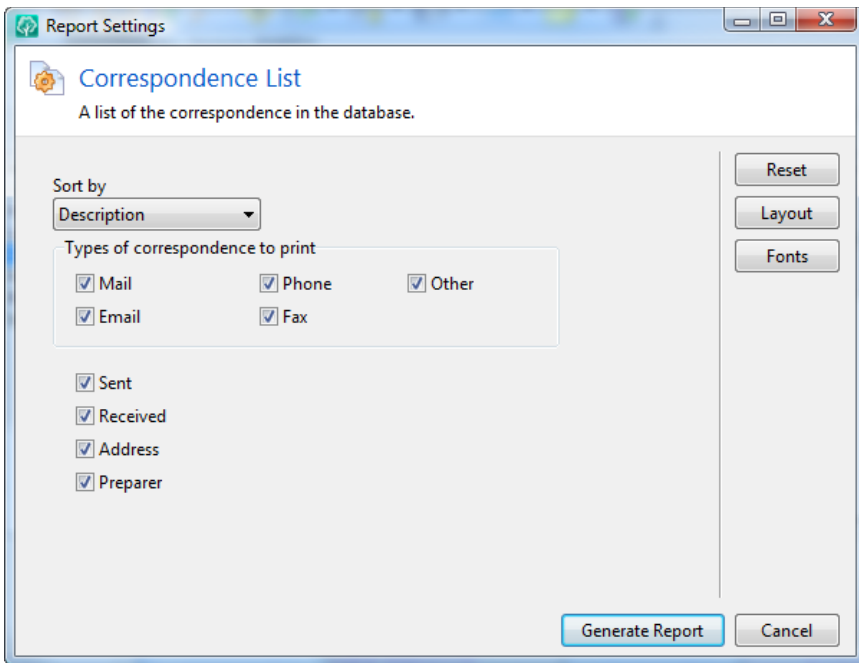 Report Settings
Correspondence List
A list of the correspondence in the database.
Sort by
Description
Types of correspondence to print
Mail Phone Other
Email Fax
Sent
Received
Address
Preparer
Reset
Layout
Fonts
Generate Report Cancel